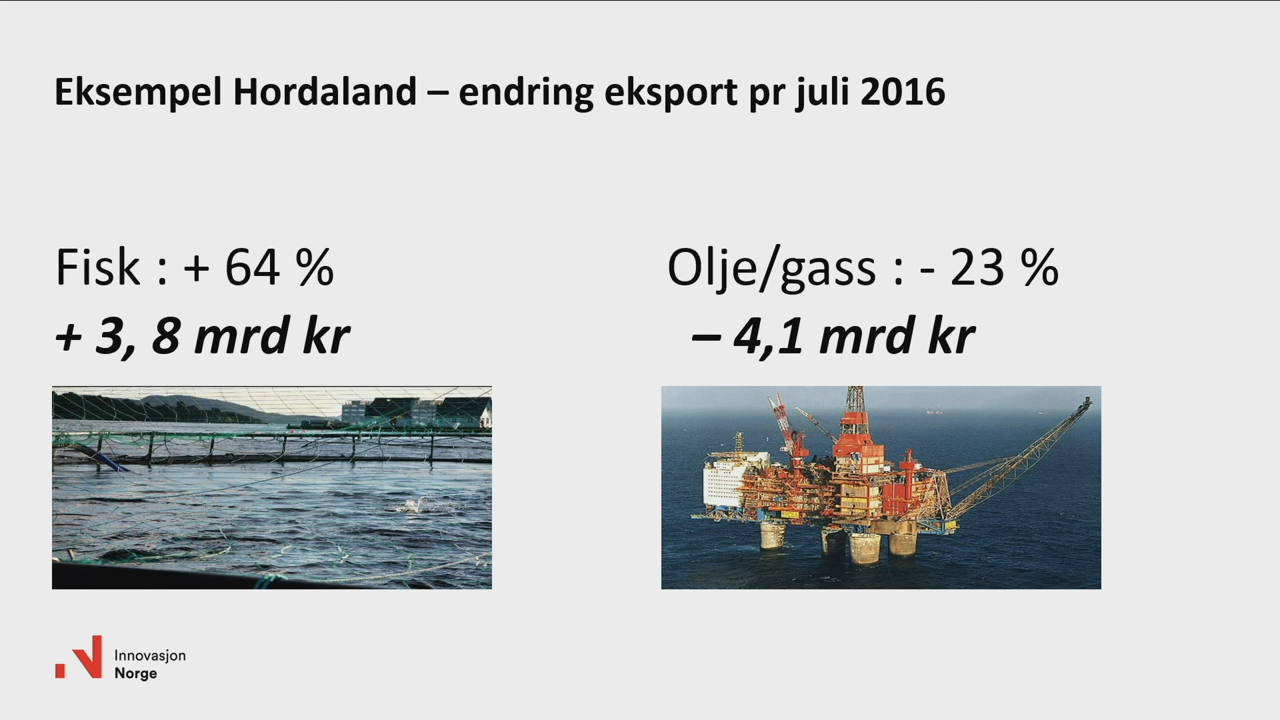 Eksempel Hordaland – endring eksport pr juli 2016
Fisk : + 64 %
+ 3, 8 mrd kr
Olje/gass : - 23 %
– 4,1 mrd kr
Innovasjon
Norge